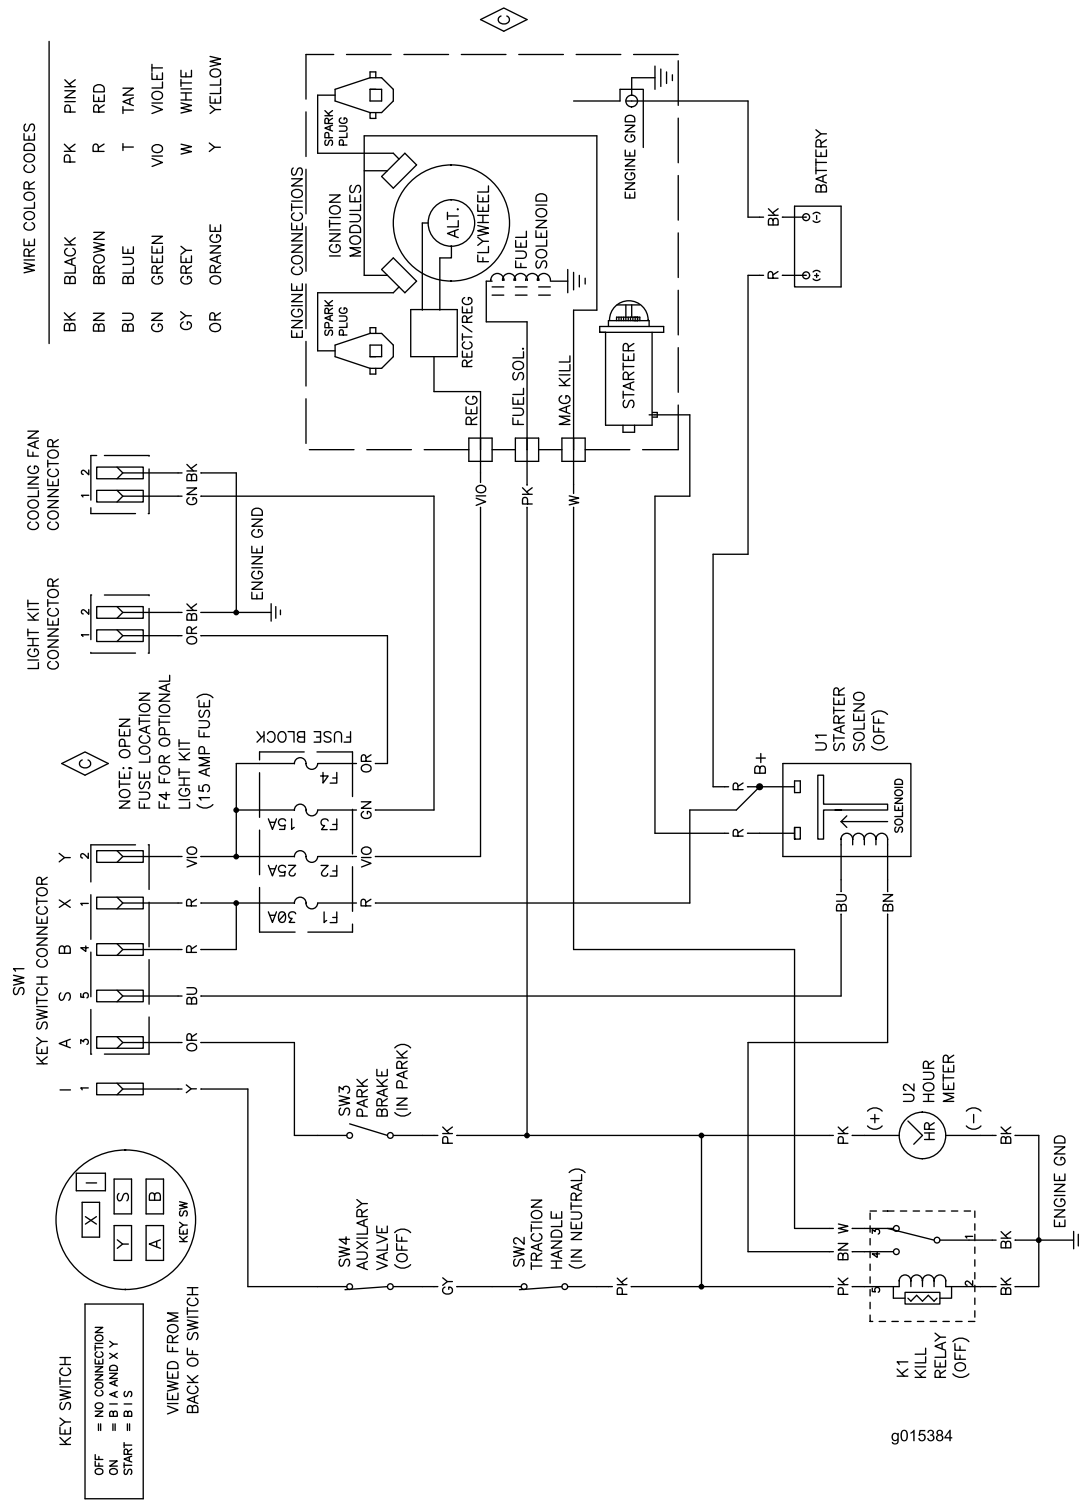 WIRE COLOR CODES
BK BLACK PK PINK
BN BROWN R RED
BU BLUE T TAN
GN GREEN VIO VIOLET
GY GREY W WHITE
OR ORANGE Y YELLOW
C
ENGINE CONNECTIONS
SPARK
PLUG
SPARK
PLUG
IGNITION
MODULES
ALT.
FLYWHEEL
RECT/REG
FUEL
SOLENOID
ENGINE GND
STARTER
REG
FUEL SOL.
MAG KILL
VIO
PK
W
BATTERY
BK
(-)
R
(+)
COOLING FAN
CONNECTOR
1
2
GN
BK
ENGINE GND
LIGHT KIT
CONNECTOR
1
2
OR
BK
C
NOTE; OPEN
FUSE LOCATION
F4 FOR OPTIONAL
LIGHT KIT
(15 AMP FUSE)
FUSE BLOCK
F4
OR
15A
F3
GN
25A
F2
VIO
30A
F1
R
SW1
KEY SWITCH CONNECTOR
I
A
S
B
X
Y
1
3
5
4
1
2
Y
OR
BU
R
R
VIO
U1
STARTER
SOLENO
(OFF)
B+
R
R
SOLENOID
BU
BN
SW3
PARK
BRAKE
(IN PARK)
PK
SW4
AUXILARY
VALVE
(OFF)
GY
SW2
TRACTION
HANDLE
(IN NEUTRAL)
PK
U2
HOUR
METER
HR
(+)
(-)
PK
BK
ENGINE GND
W
BN
PK
3
4
5
1
2
BK
BK
K1
KILL
RELAY
(OFF)
KEY SWITCH
OFF = NO CONNECTION
ON = B I A AND X Y
START = B I S
X
I
Y
S
A
B
KEY SW
VIEWED FROM
BACK OF SWITCH
g015384